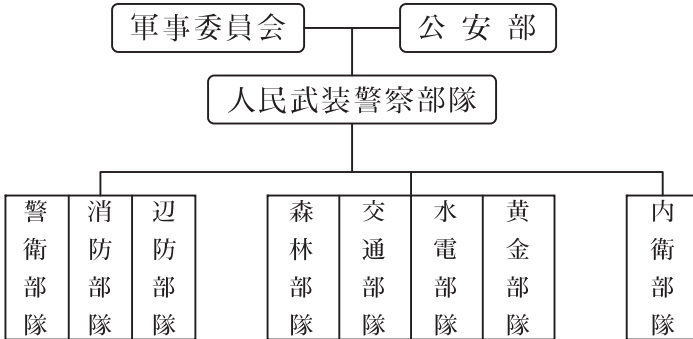 軍事委員会
公安部
人民武装警察部隊
警衛部隊
消防部隊
辺防部隊
森林部隊
交通部隊
水電部隊
黄金部隊
内衛部隊